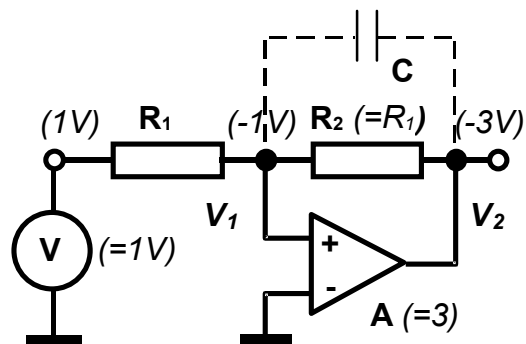 C
(1V) R₁ (-1V) R₂ (=R₁) (-3V)
V₁ V₂
V (=1V)
+
-
A (=3)